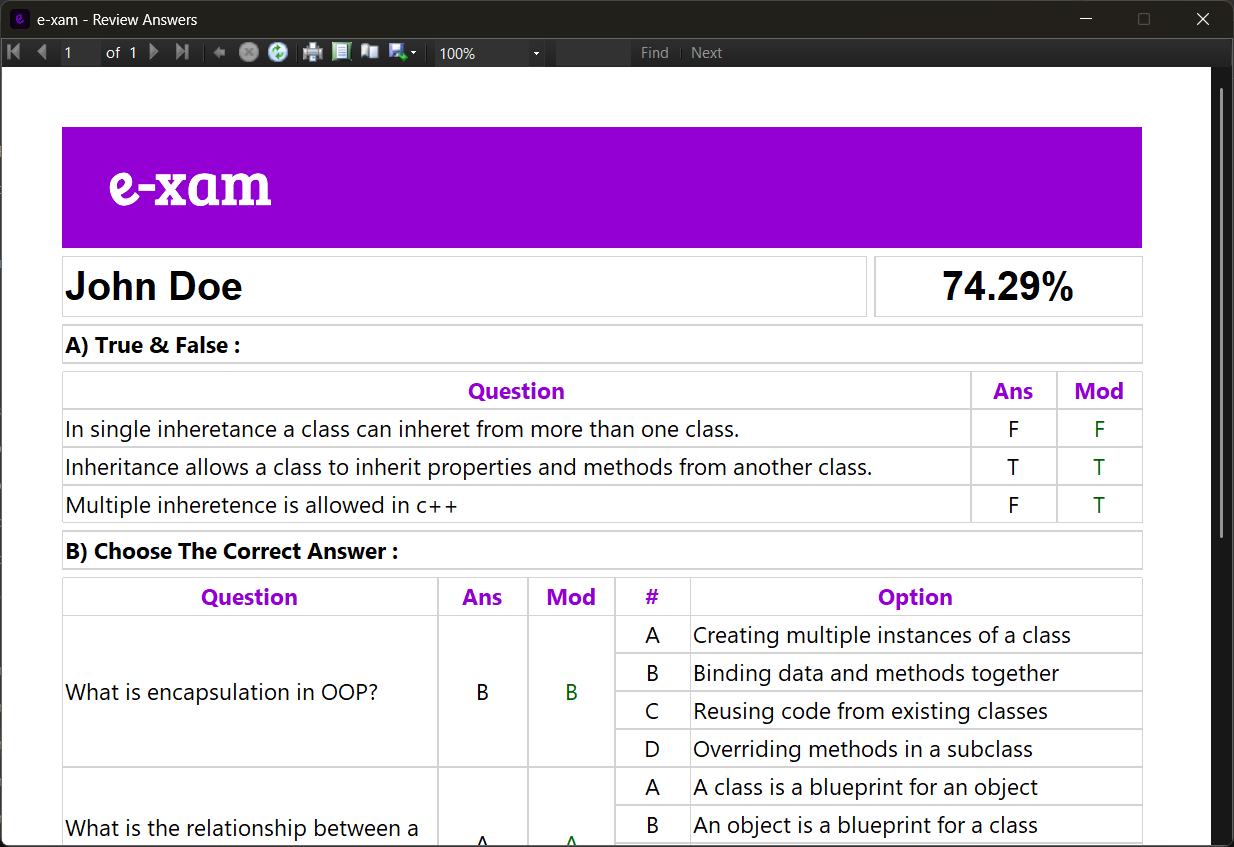 e-xam - Review Answers
1 of 1 100% Find Next
e-xam
John Doe 74.29%
A) True & False :
Question Ans Mod
In single inheretance a class can inheret from more than one class. F F
Inheritance allows a class to inherit properties and methods from another class. T T
Multiple inheretence is allowed in c++ F T
B) Choose The Correct Answer :
Question Ans Mod # Option
A Creating multiple instances of a class
B Binding data and methods together
What is encapsulation in OOP? B B
C Reusing code from existing classes
D Overriding methods in a subclass
A A class is a blueprint for an object
B An object is a blueprint for a class
What is the relationship between a A A